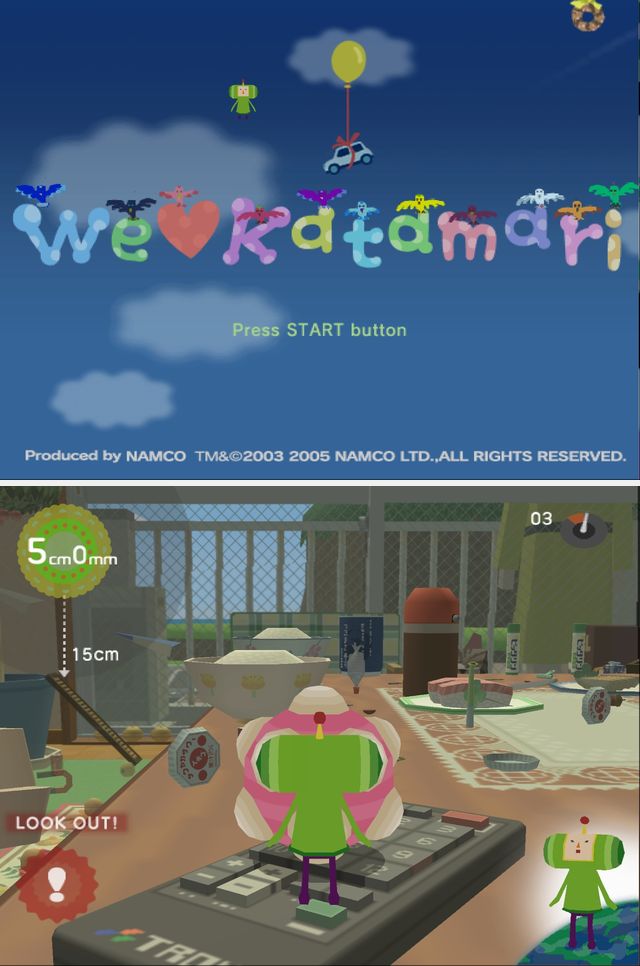 We♥Katamari
Press START button
Produced by NAMCO TM&©2003 2005 NAMCO LTD.,ALL RIGHTS RESERVED.
03
5cm0mm
15cm
LOOK OUT!
!